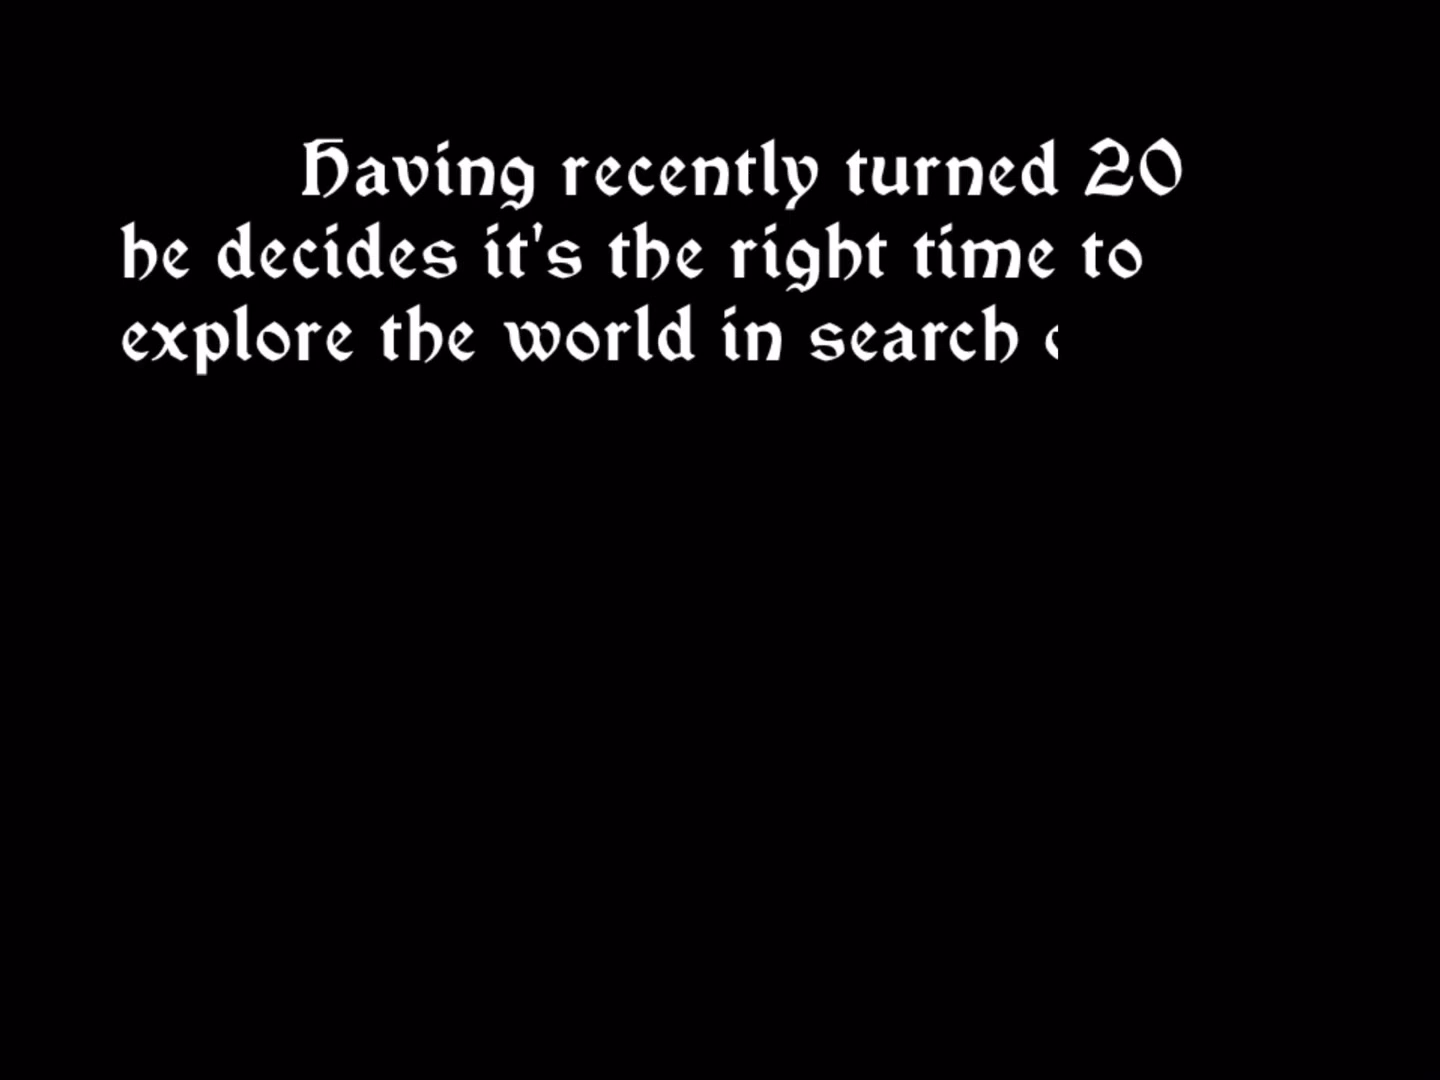 Having recently turned 20
he decides it's the right time to
explore the world in search